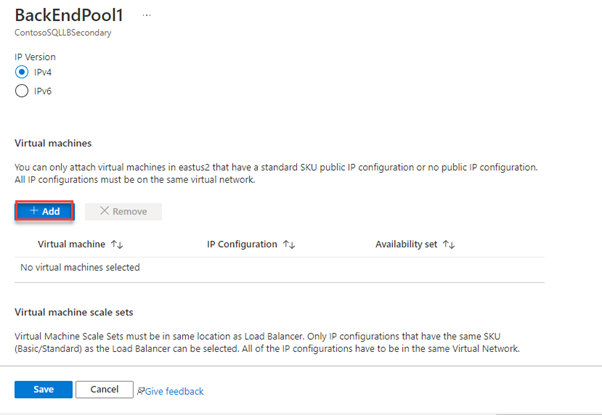 BackEndPool1 ...
ContosoSQLLBSecondary
IP Version
IPv4
IPv6
Virtual machines
You can only attach virtual machines in eastus2 that have a standard SKU public IP configuration or no public IP configuration.
All IP configurations must be on the same virtual network.
+ Add × Remove
Virtual machine ↑↓ IP Configuration ↑↓ Availability set ↑↓
No virtual machines selected
Virtual machine scale sets
Virtual Machine Scale Sets must be in same location as Load Balancer. Only IP configurations that have the same SKU
(Basic/Standard) as the Load Balancer can be selected. All of the IP configurations have to be in the same Virtual Network.
Save Cancel Give feedback